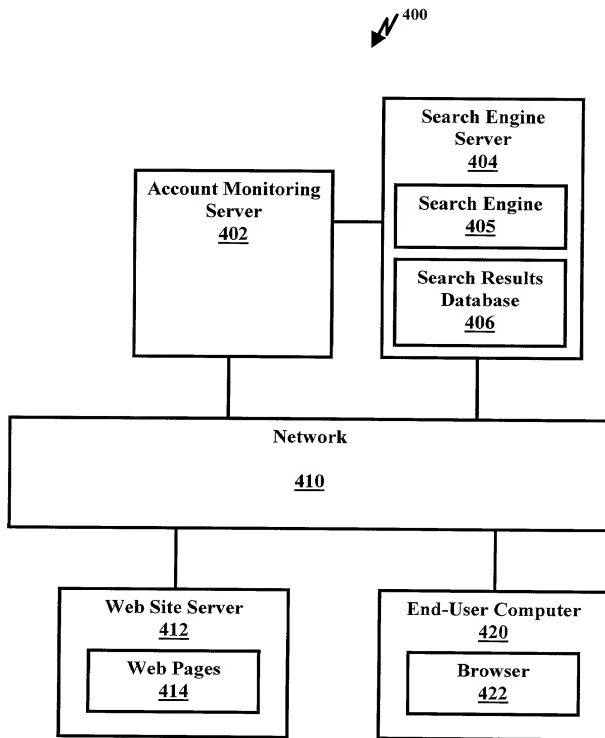 400
Search Engine
Server
404
Search Engine
405
Search Results
Database
406
Account Monitoring
Server
402
Network
410
Web Site Server
412
Web Pages
414
End-User Computer
420
Browser
422